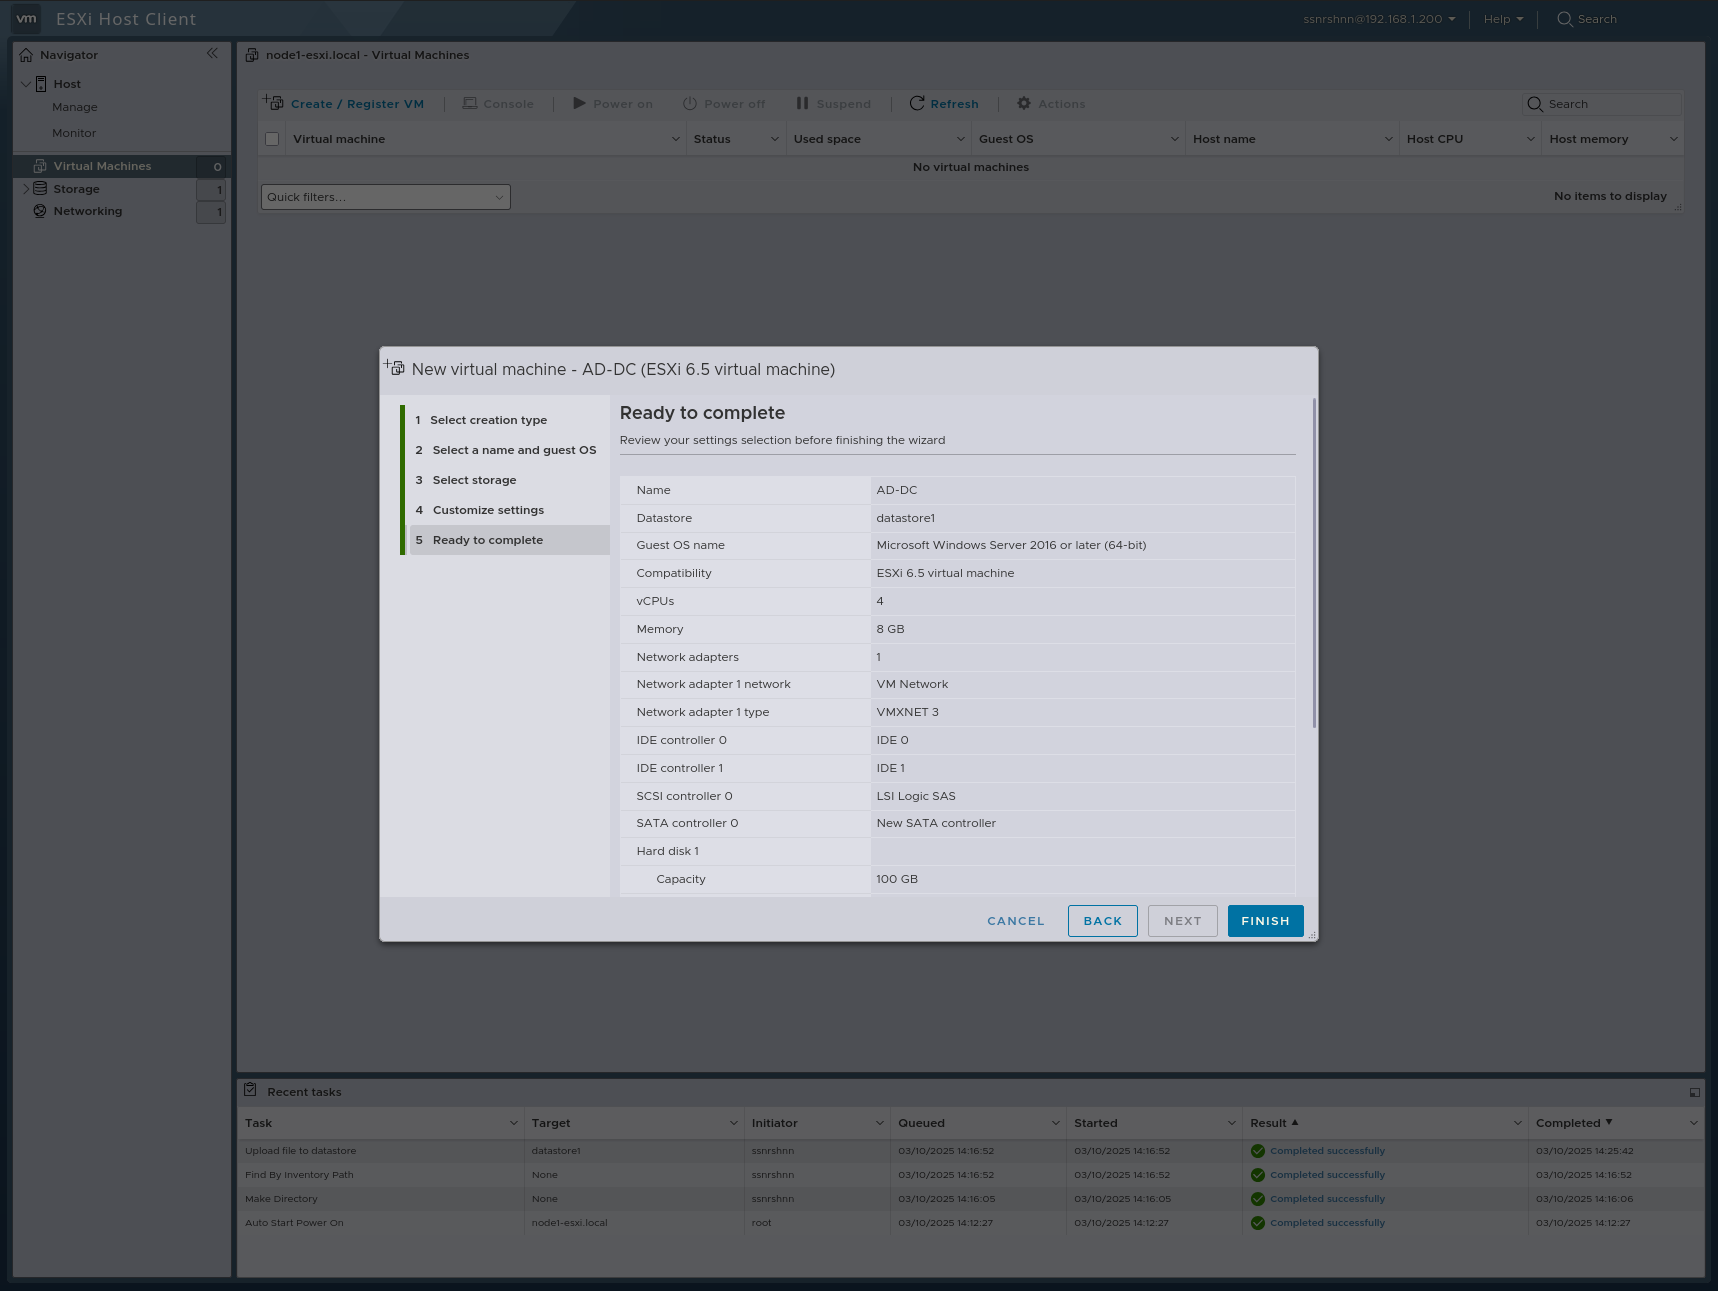 vm ESXi Host Client
ssnrshnn@192.168.1.200 Help Search
Navigator
Host
Manage
Monitor
Virtual Machines 0
Storage 1
Networking 1
node1-esxi.local - Virtual Machines
Create / Register VM Console Power on Power off Suspend Refresh Actions Search
Virtual machine Status Used space Guest OS Host name Host CPU Host memory
No virtual machines
Quick filters... No items to display
New virtual machine - AD-DC (ESXi 6.5 virtual machine)
1 Select creation type
2 Select a name and guest OS
3 Select storage
4 Customize settings
5 Ready to complete
Ready to complete
Review your settings selection before finishing the wizard
Name AD-DC
Datastore datastore1
Guest OS name Microsoft Windows Server 2016 or later (64-bit)
Compatibility ESXi 6.5 virtual machine
vCPUs 4
Memory 8 GB
Network adapters 1
Network adapter 1 network VM Network
Network adapter 1 type VMXNET 3
IDE controller 0 IDE 0
IDE controller 1 IDE 1
SCSI controller 0 LSI Logic SAS
SATA controller 0 New SATA controller
Hard disk 1
Capacity 100 GB
CANCEL BACK NEXT FINISH
Recent tasks
Task Target Initiator Queued Started Result Completed
Upload file to datastore datastore1 ssnrshnn 03/10/2025 14:16:52 03/10/2025 14:16:52 Completed successfully 03/10/2025 14:25:42
Find By Inventory Path None ssnrshnn 03/10/2025 14:16:52 03/10/2025 14:16:52 Completed successfully 03/10/2025 14:16:52
Make Directory None ssnrshnn 03/10/2025 14:16:05 03/10/2025 14:16:05 Completed successfully 03/10/2025 14:16:06
Auto Start Power On node1-esxi.local root 03/10/2025 14:12:27 03/10/2025 14:12:27 Completed successfully 03/10/2025 14:12:27